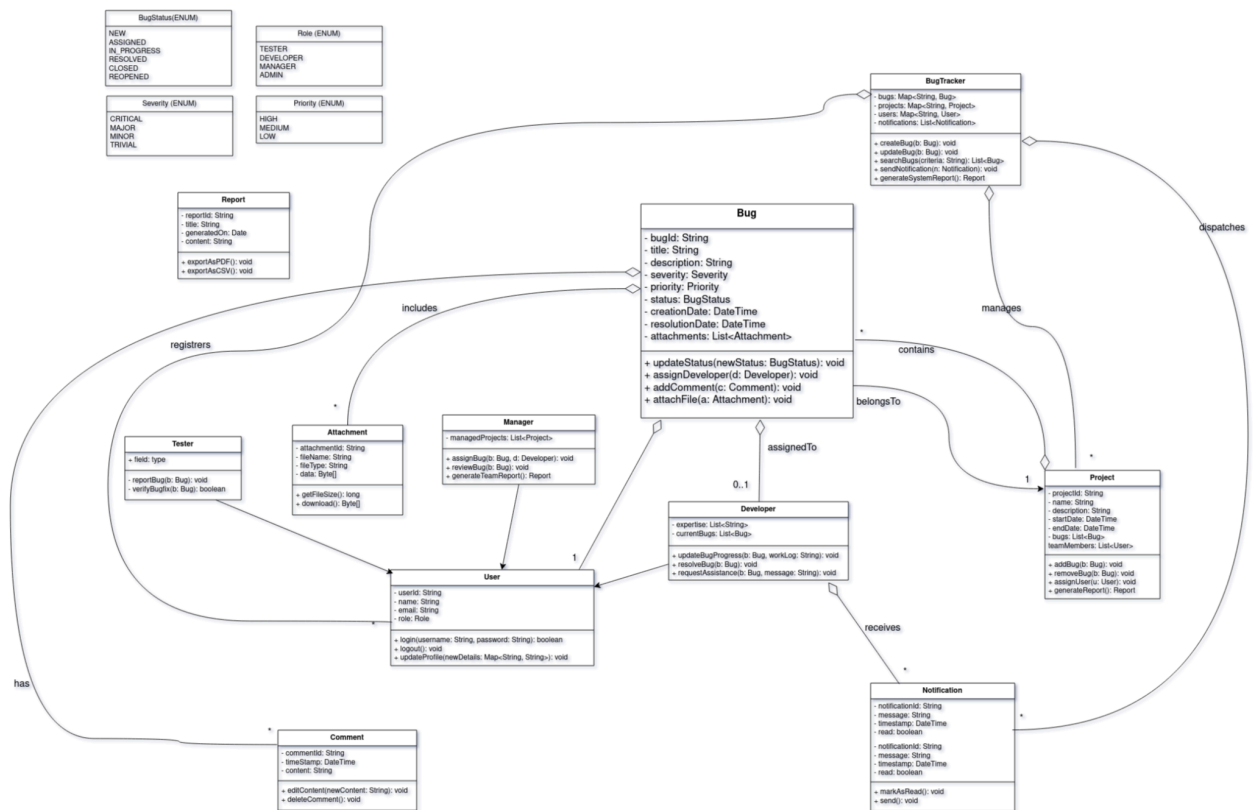 BugStatus(ENUM)
NEW
ASSIGNED
IN_PROGRESS
RESOLVED
CLOSED
REOPENED
Role (ENUM)
TESTER
DEVELOPER
MANAGER
ADMIN
Severity (ENUM)
CRITICAL
MAJOR
MINOR
TRIVIAL
Priority (ENUM)
HIGH
MEDIUM
LOW
BugTracker
- bugs: Map<String, Bug>
- projects: Map<String, Project>
- users: Map<String, User>
- notifications: List<Notification>
+ createBug(b: Bug): void
+ updateBug(b: Bug): void
+ searchBugs(criteria: String): List<Bug>
+ sendNotification(n: Notification): void
+ generateSystemReport(): Report
Report
- reportId: String
- title: String
- generatedOn: Date
- content: String
+ exportAsPDF(): void
+ exportAsCSV(): void
Bug
- bugId: String
- title: String
- description: String
- severity: Severity
- priority: Priority
- status: BugStatus
- creationDate: DateTime
- resolutionDate: DateTime
- attachments: List<Attachment>
+ updateStatus(newStatus: BugStatus): void
+ assignDeveloper(d: Developer): void
+ addComment(c: Comment): void
+ attachFile(a: Attachment): void
dispatches
includes
manages
registrers
*
contains
belongsTo
*
Attachment
- attachmentId: String
- fileName: String
- fileType: String
- data: Byte[]
+ getFileSize(): long
+ download(): Byte[]
Manager
- managedProjects: List<Project>
+ assignBug(b: Bug, d: Developer): void
+ reviewBug(b: Bug): void
+ generateTeamReport(): Report
Tester
+ field: type
- reportBug(b: Bug): void
- verifyBugfix(b: Bug): boolean
assignedTo
0..1
*
1
Project
- projectId: String
- name: String
- description: String
- startDate: DateTime
- endDate: DateTime
- bugs: List<Bug>
teamMembers: List<User>
+ addBug(b: Bug): void
+ removeBug(b: Bug): void
+ assignUser(u: User): void
+ generateReport(): Report
Developer
- expertise: List<String>
- currentBugs: List<Bug>
+ updateBugProgress(b: Bug, workLog: String): void
+ resolveBug(b: Bug): void
+ requestAssistance(b: Bug, message: String): void
1
User
- userId: String
- name: String
- email: String
- role: Role
+ login(username: String, password: String): boolean
+ logout(): void
+ updateProfile(newDetails: Map<String, String>): void
*
receives
*
has
Notification
- notificationId: String
- message: String
- timestamp: DateTime
- read: boolean
- notificationId: String
- message: String
- timestamp: DateTime
- read: boolean
+ markAsRead(): void
+ send(): void
*
*
Comment
- commentId: String
- timeStamp: DateTime
- content: String
+ editContent(newContent: String): void
+ deleteComment(): void